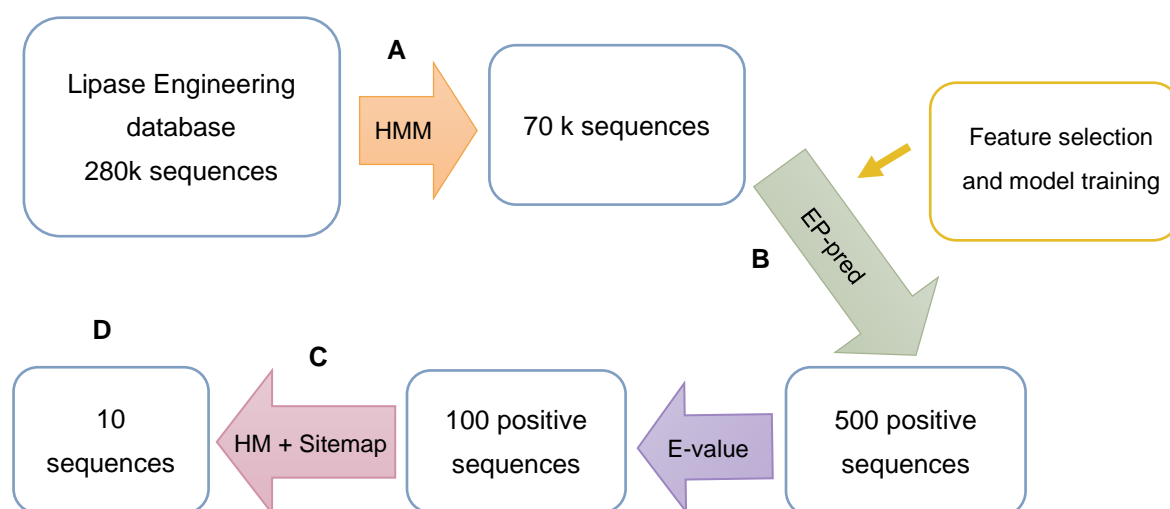 A
Lipase Engineering
database
280k sequences
HMM
70 k sequences
Feature selection
and model training
EP-pred
B
D
C
10
sequences
HM + Sitemap
100 positive
sequences
E-value
500 positive
sequences